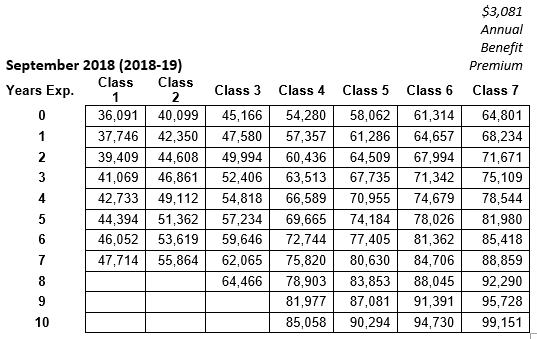 $3,081
Annual
Benefit
September 2018 (2018-19) Premium
Years Exp. Class 1 Class 2 Class 3 Class 4 Class 5 Class 6 Class 7
0 36,091 40,099 45,166 54,280 58,062 61,314 64,801
1 37,746 42,350 47,580 57,357 61,286 64,657 68,234
2 39,409 44,608 49,994 60,436 64,509 67,994 71,671
3 41,069 46,861 52,406 63,513 67,735 71,342 75,109
4 42,733 49,112 54,818 66,589 70,955 74,679 78,544
5 44,394 51,362 57,234 69,665 74,184 78,026 81,980
6 46,052 53,619 59,646 72,744 77,405 81,362 85,418
7 47,714 55,864 62,065 75,820 80,630 84,706 88,859
8 64,466 78,903 83,853 88,045 92,290
9 81,977 87,081 91,391 95,728
10 85,058 90,294 94,730 99,151